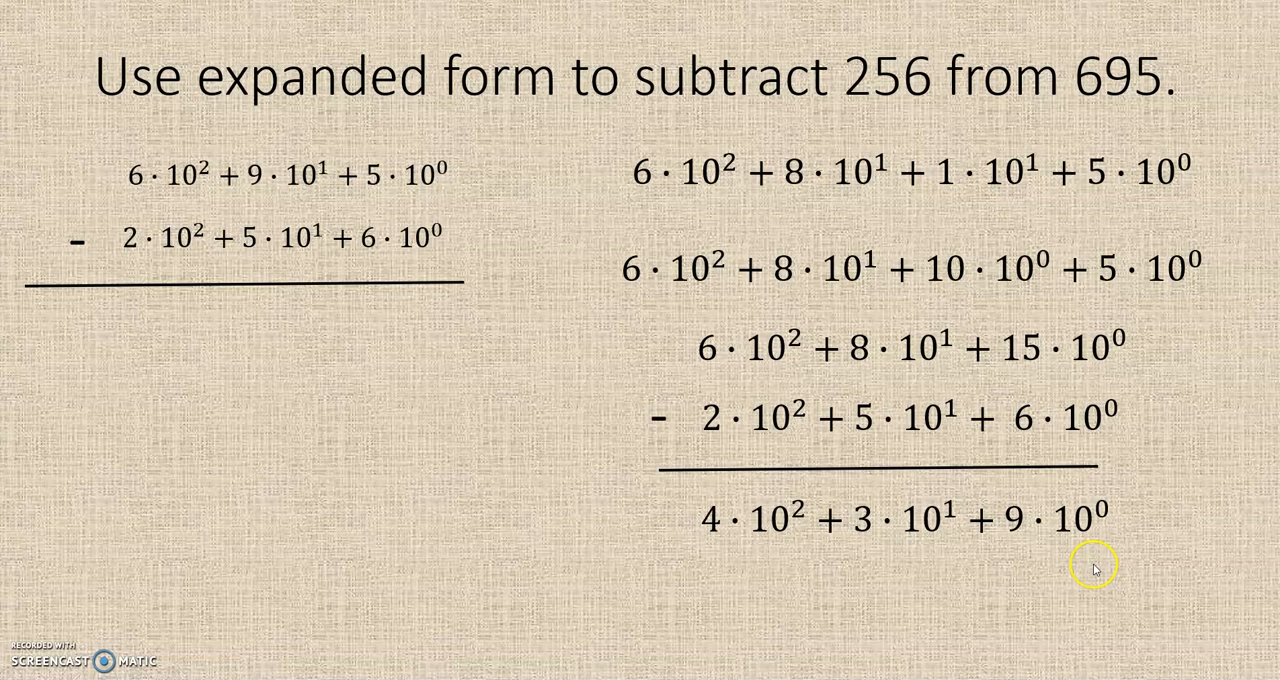 Use expanded form to subtract 256 from 695.
6 · 10² + 9 · 10¹ + 5 · 10⁰
- 2 · 10² + 5 · 10¹ + 6 · 10⁰
6 · 10² + 8 · 10¹ + 1 · 10¹ + 5 · 10⁰
6 · 10² + 8 · 10¹ + 10 · 10⁰ + 5 · 10⁰
6 · 10² + 8 · 10¹ + 15 · 10⁰
- 2 · 10² + 5 · 10¹ + 6 · 10⁰
4 · 10² + 3 · 10¹ + 9 · 10⁰
RECORDED WITH
SCREENCAST MATIC